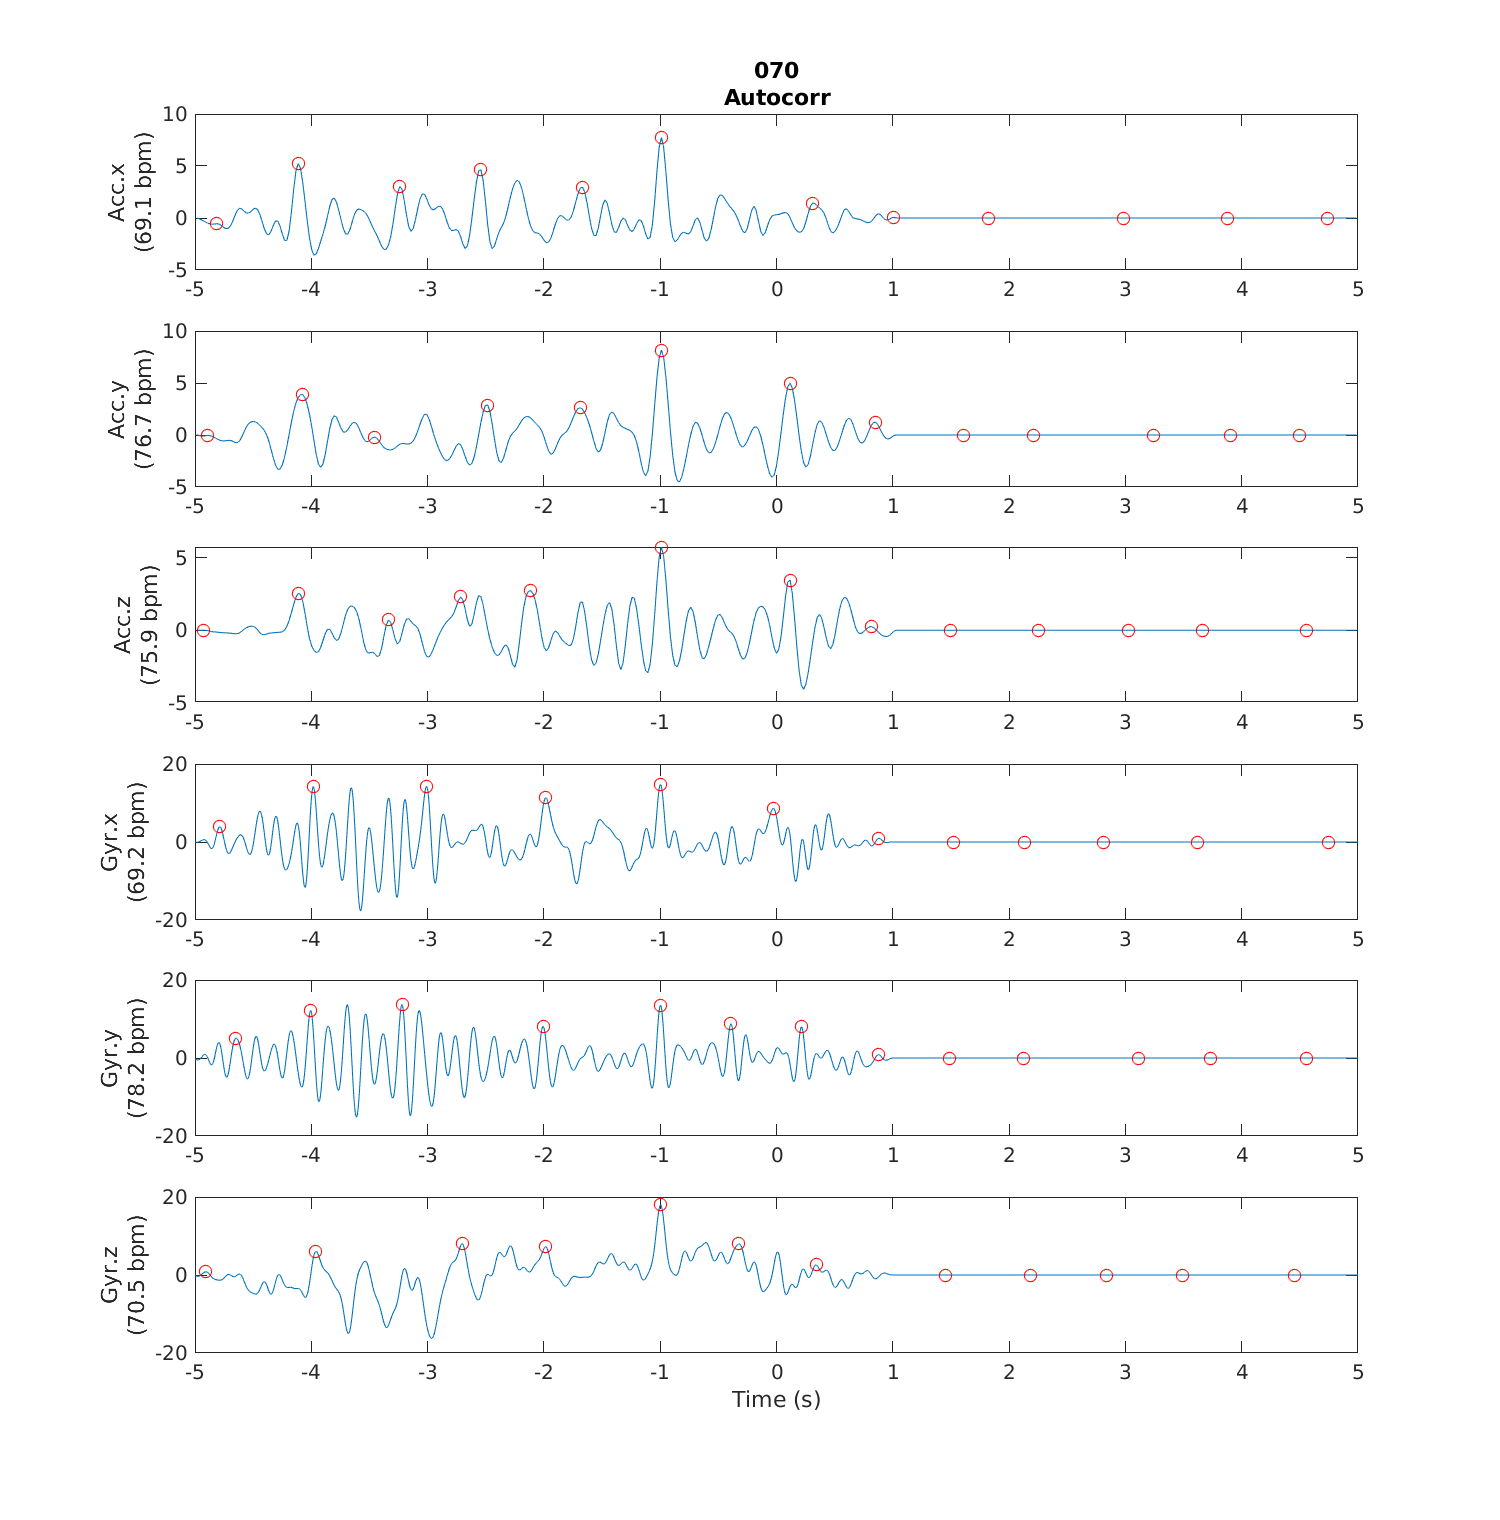 070
Autocorr
Acc.x
(69.1 bpm)
10
5
0
-5
-5 -4 -3 -2 -1 0 1 2 3 4 5
Acc.y
(76.7 bpm)
10
5
0
-5
-5 -4 -3 -2 -1 0 1 2 3 4 5
Acc.z
(75.9 bpm)
5
0
-5
-5 -4 -3 -2 -1 0 1 2 3 4 5
Gyr.x
(69.2 bpm)
20
0
-20
-5 -4 -3 -2 -1 0 1 2 3 4 5
Gyr.y
(78.2 bpm)
20
0
-20
-5 -4 -3 -2 -1 0 1 2 3 4 5
Gyr.z
(70.5 bpm)
20
0
-20
-5 -4 -3 -2 -1 0 1 2 3 4 5
Time (s)